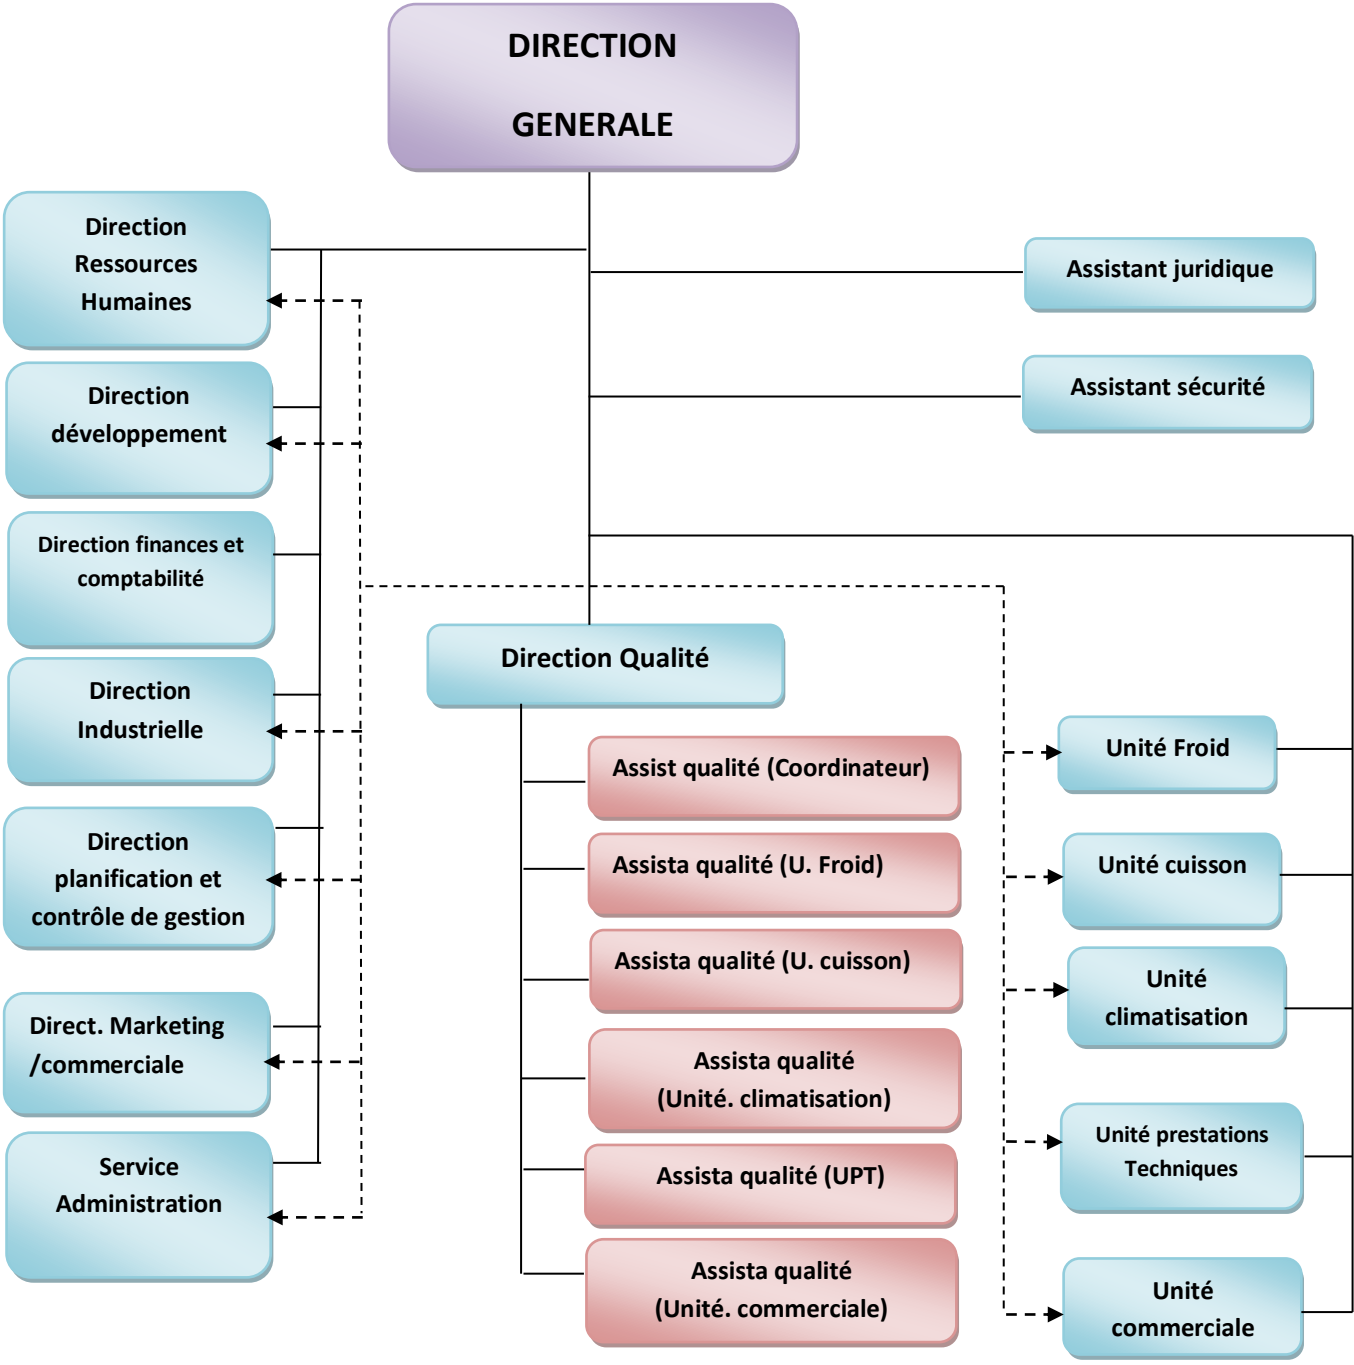 DIRECTION
GENERALE
Direction
Ressources
Humaines
Direction
développement
Direction finances et
comptabilité
Direction
Industrielle
Direction
planification et
contrôle de gestion
Direct. Marketing
/commerciale
Service
Administration
Assistant juridique
Assistant sécurité
Direction Qualité
Assist qualité (Coordinateur)
Assista qualité (U. Froid)
Assista qualité (U. cuisson)
Assista qualité
(Unité. climatisation)
Assista qualité (UPT)
Assista qualité
(Unité. commerciale)
Unité Froid
Unité cuisson
Unité
climatisation
Unité prestations
Techniques
Unité
commerciale